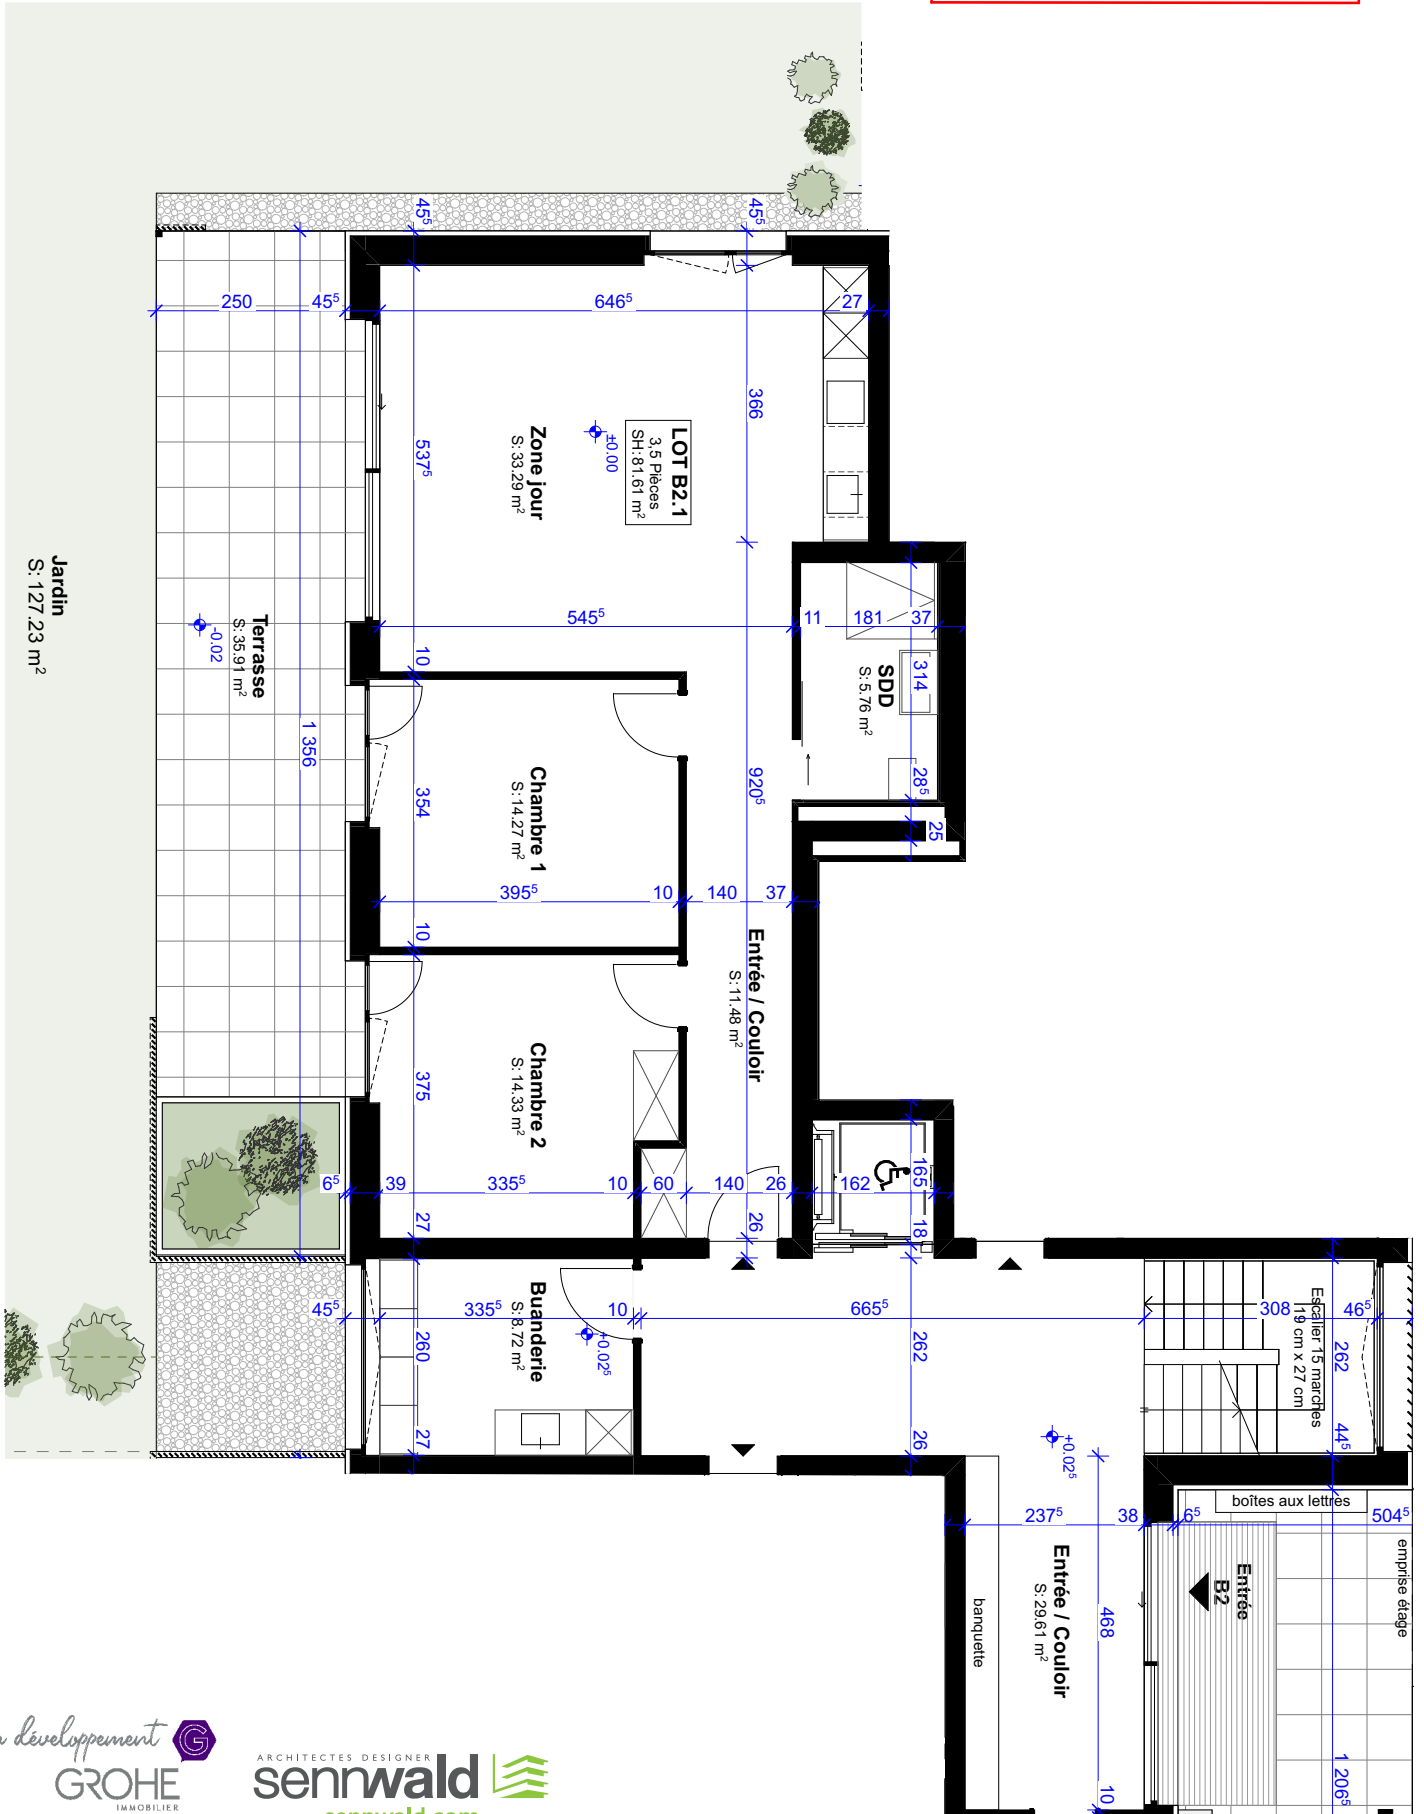 45⁵
45⁵
250
45⁵
646⁵
27
366
537⁵
Zone jour
S: 33.29 m²
±0.00
LOT B2.1
3,5 Pièces
SH: 81.61 m²
Jardin
S: 127.23 m²
Terrasse
S: 35.91 m²
-0.02
545⁵
11
181
37
10
SDD
S: 5.76 m²
314
1 356
354
Chambre 1
S: 14.27 m²
920⁵
28⁵
25
395⁵
10
140
37
10
Entrée / Couloir
S: 11.48 m²
375
Chambre 2
S: 14.33 m²
6⁵
39
335⁵
10
60
140
26
162
165
27
26
18
45⁵
335⁵
10
665⁵
308
46⁵
260
Buanderie
S: 8.72 m²
+0.02⁵
262
Escalier 15 marches
19 cm x 27 cm
262
27
26
44⁵
+0.02⁵
boîtes aux lettres
237⁵
38
6⁵
504⁵
Entrée / Couloir
S: 29.61 m²
banquette
468
Entrée
B2
emprise étage
10
1 206⁵
développement
G
GROHE
IMMOBILIER
ARCHITECTES DESIGNER
sennwald
sennwald.com